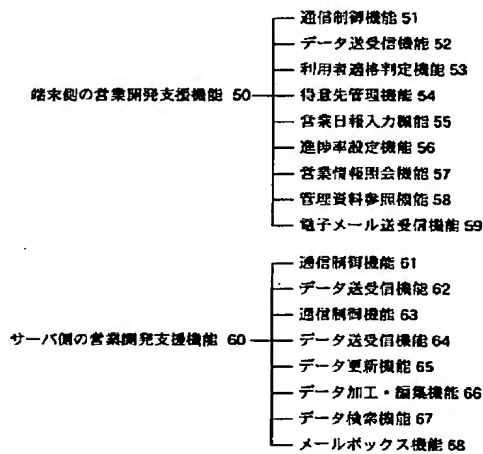 通信制御機能 51
データ送受信機能 52
利用者適格判定機能 53
端末側の営業開発支援機能 50
得意先管理機能 54
営業日報入力機能 55
進捗率設定機能 56
営業情報照会機能 57
管理資料参照機能 58
電子メール送受信機能 59
通信制御機能 61
データ送受信機能 62
通信制御機能 63
サーバ側の営業開発支援機能 60
データ送受信機能 64
データ更新機能 65
データ加工・編集機能 66
データ検索機能 67
メールボックス機能 68